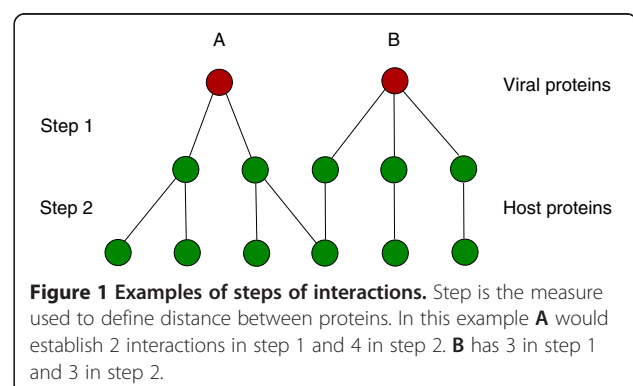 A B
Viral proteins
Step 1
Step 2 Host proteins
Figure 1 Examples of steps of interactions. Step is the measure
used to define distance between proteins. In this example A would
establish 2 interactions in step 1 and 4 in step 2. B has 3 in step 1
and 3 in step 2.